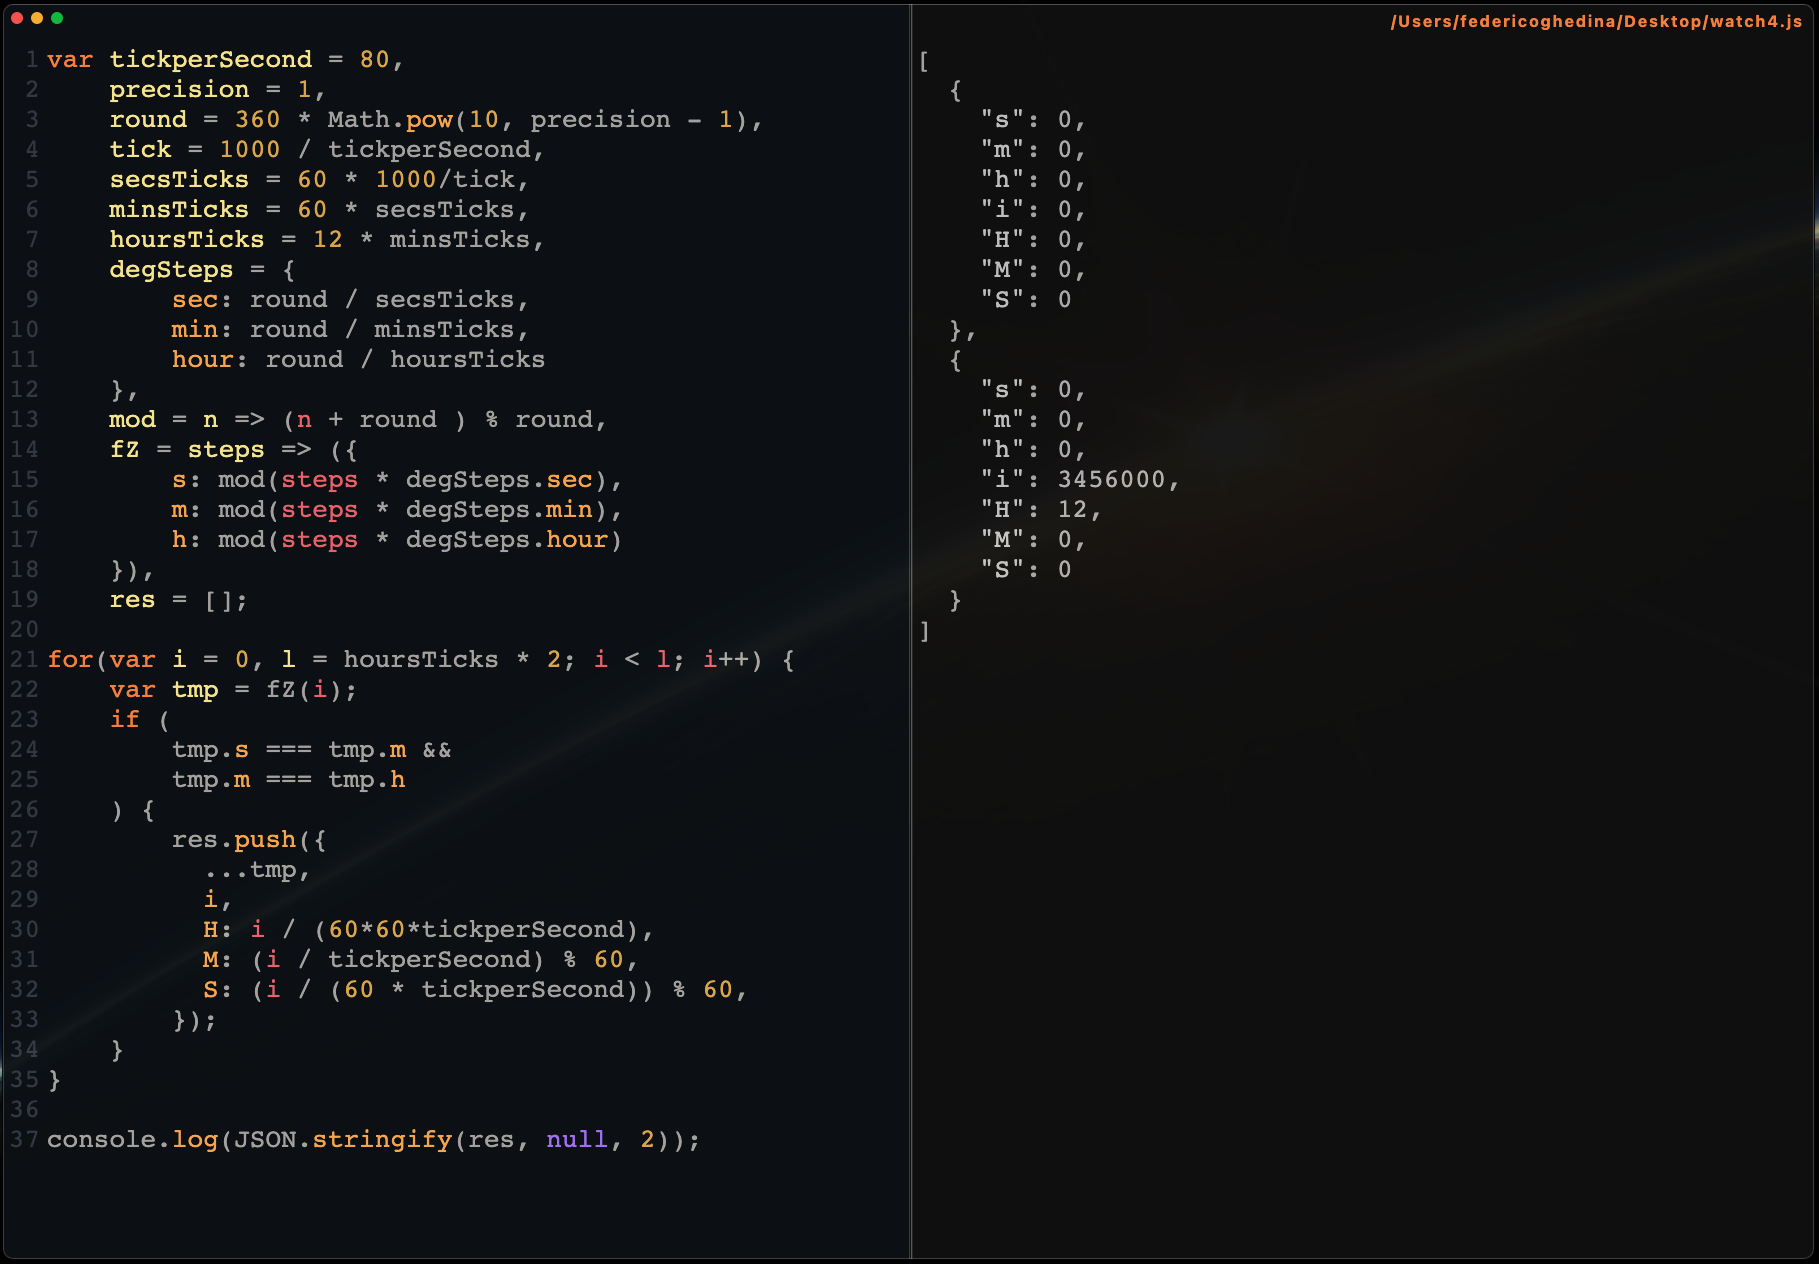 /Users/federicoghedina/Desktop/watch4.js
1 var tickperSecond = 80,
2     precision = 1,
3     round = 360 * Math.pow(10, precision - 1),
4     tick = 1000 / tickperSecond,
5     secsTicks = 60 * 1000/tick,
6     minsTicks = 60 * secsTicks,
7     hoursTicks = 12 * minsTicks,
8     degSteps = {
9         sec: round / secsTicks,
10         min: round / minsTicks,
11         hour: round / hoursTicks
12     },
13     mod = n => (n + round ) % round,
14     fZ = steps => ({
15         s: mod(steps * degSteps.sec),
16         m: mod(steps * degSteps.min),
17         h: mod(steps * degSteps.hour)
18     }),
19     res = [];
20
21 for(var i = 0, l = hoursTicks * 2; i < l; i++) {
22     var tmp = fZ(i);
23     if (
24         tmp.s === tmp.m &&
25         tmp.m === tmp.h
26     ) {
27         res.push({
28           ...tmp,
29           i,
30           H: i / (60*60*tickperSecond),
31           M: (i / tickperSecond) % 60,
32           S: (i / (60 * tickperSecond)) % 60,
33         });
34     }
35 }
36
37 console.log(JSON.stringify(res, null, 2));
[
  {
    "s": 0,
    "m": 0,
    "h": 0,
    "i": 0,
    "H": 0,
    "M": 0,
    "S": 0
  },
  {
    "s": 0,
    "m": 0,
    "h": 0,
    "i": 3456000,
    "H": 12,
    "M": 0,
    "S": 0
  }
]